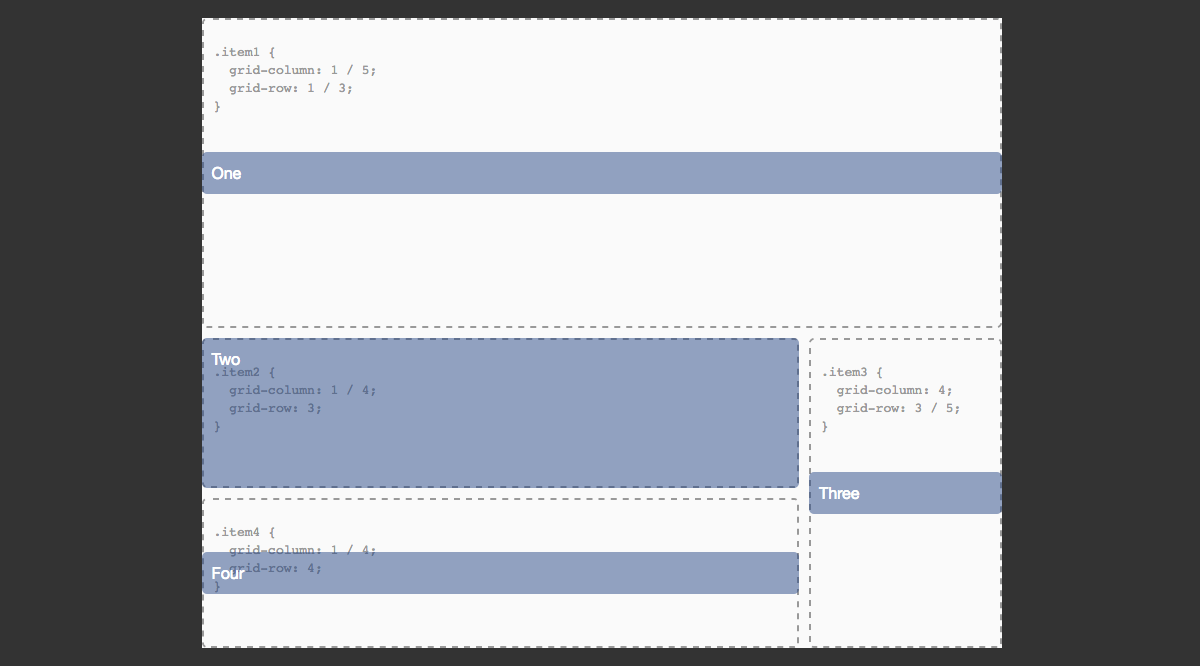 .item1 {
  grid-column: 1 / 5;
  grid-row: 1 / 3;
}
One
Two
.item2 {
  grid-column: 1 / 4;
  grid-row: 3;
}
.item3 {
  grid-column: 4;
  grid-row: 3 / 5;
}
Three
.item4 {
  grid-column: 1 / 4;
  grid-row: 4;
}
Four